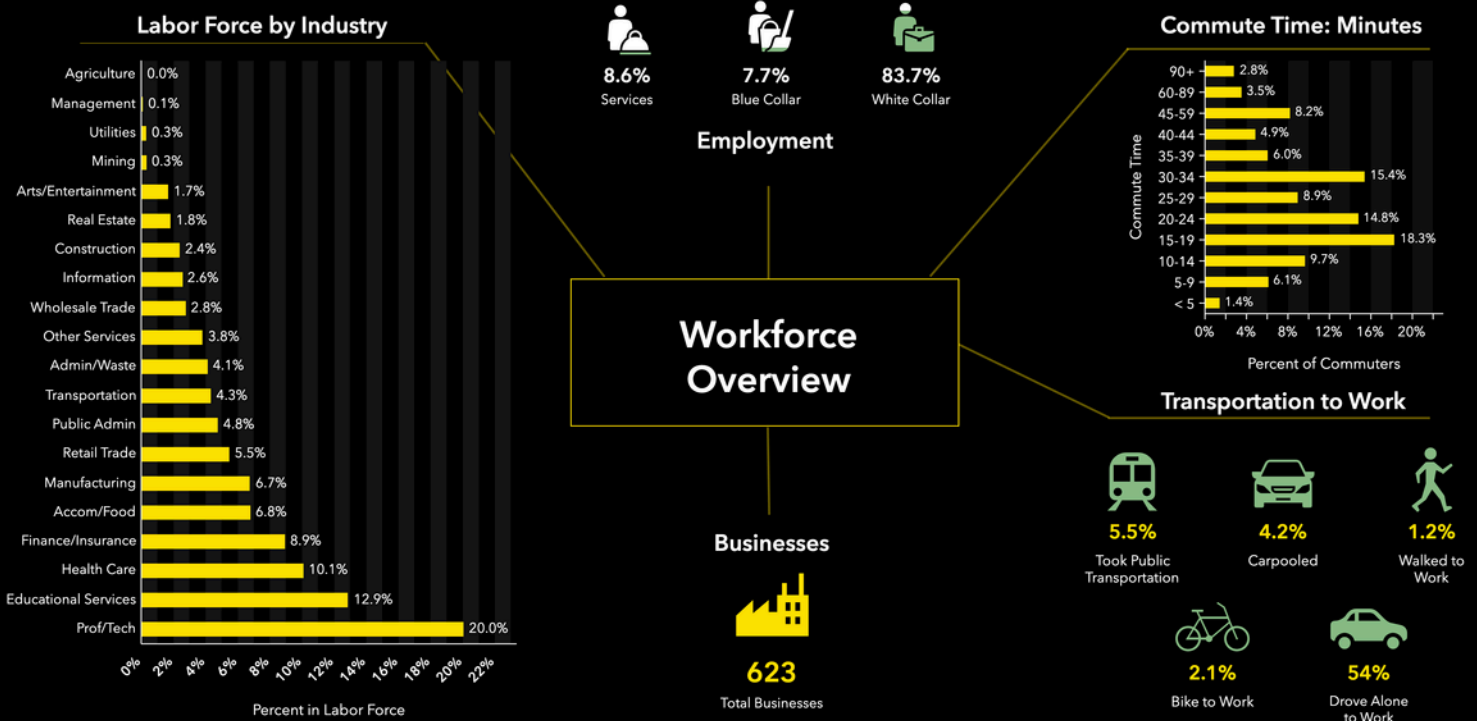 Labor Force by Industry
Agriculture 0.0%
Management 0.1%
Utilities 0.3%
Mining 0.3%
Arts/Entertainment 1.7%
Real Estate 1.8%
Construction 2.4%
Information 2.6%
Wholesale Trade 2.8%
Other Services 3.8%
Admin/Waste 4.1%
Transportation 4.3%
Public Admin 4.8%
Retail Trade 5.5%
Manufacturing 6.7%
Accom/Food 6.8%
Finance/Insurance 8.9%
Health Care 10.1%
Educational Services 12.9%
Prof/Tech 20.0%
0% 2% 4% 6% 8% 10% 12% 14% 16% 18% 20% 22%
Percent in Labor Force
8.6% 7.7% 83.7%
Services Blue Collar White Collar
Employment
Workforce
Overview
Businesses
623
Total Businesses
Commute Time: Minutes
Commute Time
90+ 2.8%
60-89 3.5%
45-59 8.2%
40-44 4.9%
35-39 6.0%
30-34 15.4%
25-29 8.9%
20-24 14.8%
15-19 18.3%
10-14 9.7%
5-9 6.1%
< 5 1.4%
0% 4% 8% 12% 16% 20%
Percent of Commuters
Transportation to Work
5.5%
Took Public
Transportation
4.2%
Carpooled
1.2%
Walked to
Work
2.1%
Bike to Work
54%
Drove Alone
to Work